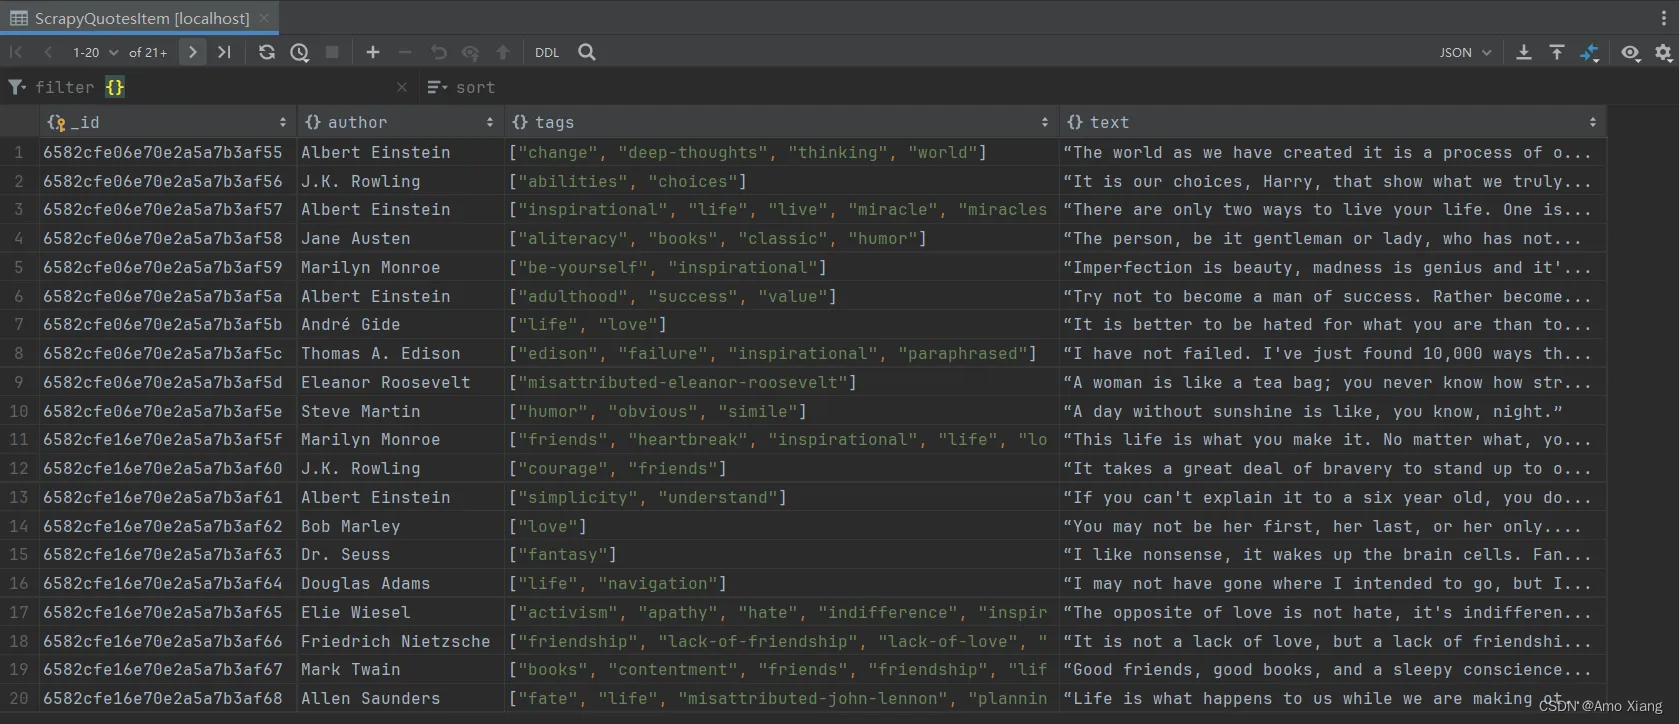 ScrapyQuotesItem [localhost]
1-20 of 21+ DDL JSON
filter {} sort
_id author tags text
1 6582cfe06e70e2a5a7b3af55 Albert Einstein ["change", "deep-thoughts", "thinking", "world"] “The world as we have created it is a process of o...
2 6582cfe06e70e2a5a7b3af56 J.K. Rowling ["abilities", "choices"] “It is our choices, Harry, that show what we truly...
3 6582cfe06e70e2a5a7b3af57 Albert Einstein ["inspirational", "life", "live", "miracle", "miracles “There are only two ways to live your life. One is...
4 6582cfe06e70e2a5a7b3af58 Jane Austen ["aliteracy", "books", "classic", "humor"] “The person, be it gentleman or lady, who has not...
5 6582cfe06e70e2a5a7b3af59 Marilyn Monroe ["be-yourself", "inspirational"] “Imperfection is beauty, madness is genius and it'...
6 6582cfe06e70e2a5a7b3af5a Albert Einstein ["adulthood", "success", "value"] “Try not to become a man of success. Rather become...
7 6582cfe06e70e2a5a7b3af5b André Gide ["life", "love"] “It is better to be hated for what you are than to...
8 6582cfe06e70e2a5a7b3af5c Thomas A. Edison ["edison", "failure", "inspirational", "paraphrased"] “I have not failed. I've just found 10,000 ways th...
9 6582cfe06e70e2a5a7b3af5d Eleanor Roosevelt ["misattributed-eleanor-roosevelt"] “A woman is like a tea bag; you never know how str...
10 6582cfe06e70e2a5a7b3af5e Steve Martin ["humor", "obvious", "simile"] “A day without sunshine is like, you know, night.”
11 6582cfe16e70e2a5a7b3af5f Marilyn Monroe ["friends", "heartbreak", "inspirational", "life", "lo “This life is what you make it. No matter what, yo...
12 6582cfe16e70e2a5a7b3af60 J.K. Rowling ["courage", "friends"] “It takes a great deal of bravery to stand up to o...
13 6582cfe16e70e2a5a7b3af61 Albert Einstein ["simplicity", "understand"] “If you can't explain it to a six year old, you do...
14 6582cfe16e70e2a5a7b3af62 Bob Marley ["love"] “You may not be her first, her last, or her only....
15 6582cfe16e70e2a5a7b3af63 Dr. Seuss ["fantasy"] “I like nonsense, it wakes up the brain cells. Fan...
16 6582cfe16e70e2a5a7b3af64 Douglas Adams ["life", "navigation"] “I may not have gone where I intended to go, but I...
17 6582cfe16e70e2a5a7b3af65 Elie Wiesel ["activism", "apathy", "hate", "indifference", "inspir “The opposite of love is not hate, it's indifferen...
18 6582cfe16e70e2a5a7b3af66 Friedrich Nietzsche ["friendship", "lack-of-friendship", "lack-of-love", " “It is not a lack of love, but a lack of friendshi...
19 6582cfe16e70e2a5a7b3af67 Mark Twain ["books", "contentment", "friends", "friendship", "lif “Good friends, good books, and a sleepy conscience...
20 6582cfe16e70e2a5a7b3af68 Allen Saunders ["fate", "life", "misattributed-john-lennon", "plannin “Life is what happens to us while we are making ot...
CSDN @Amo Xiang